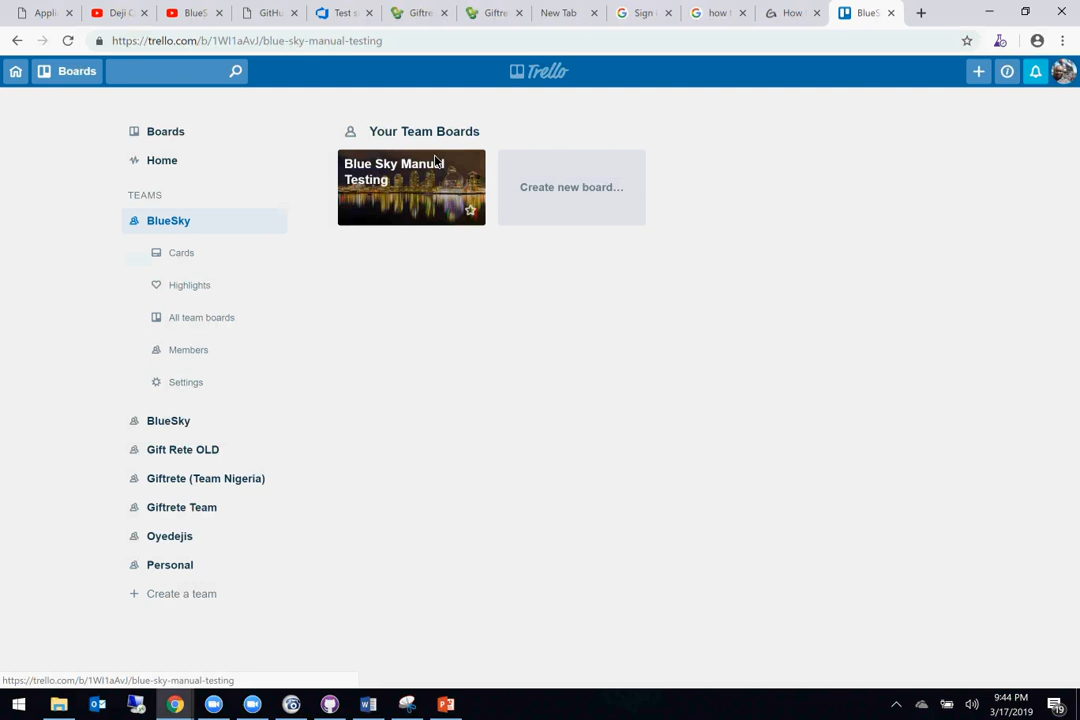 Appli
Deji C
BlueS
GitHu
Test s
Giftre
Giftre
New Tab
Sign i
how t
How
BlueS
https://trello.com/b/1WI1aAvJ/blue-sky-manual-testing
Boards
Trello
Boards
Home
TEAMS
BlueSky
Cards
Highlights
All team boards
Members
Settings
BlueSky
Gift Rete OLD
Giftrete (Team Nigeria)
Giftrete Team
Oyedejis
Personal
Create a team
Your Team Boards
Blue Sky Manual
Testing
Create new board…
https://trello.com/b/1WI1aAvJ/blue-sky-manual-testing
9:44 PM
3/17/2019
19